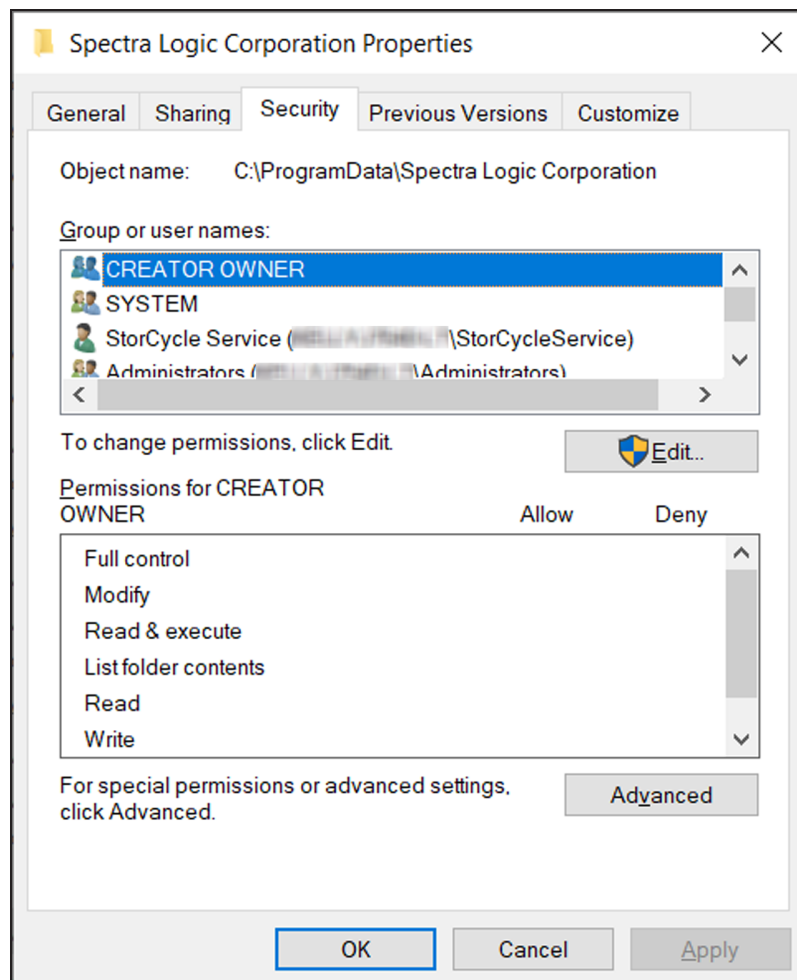 Spectra Logic Corporation Properties
General Sharing Security Previous Versions Customize
Object name: C:\ProgramData\Spectra Logic Corporation
Group or user names:
CREATOR OWNER
SYSTEM
StorCycle Service (\StorCycleService)
Administrators (\Administrators)
To change permissions, click Edit.
Edit...
Permissions for CREATOR
OWNER Allow Deny
Full control
Modify
Read & execute
List folder contents
Read
Write
For special permissions or advanced settings,
click Advanced.
Advanced
OK Cancel Apply